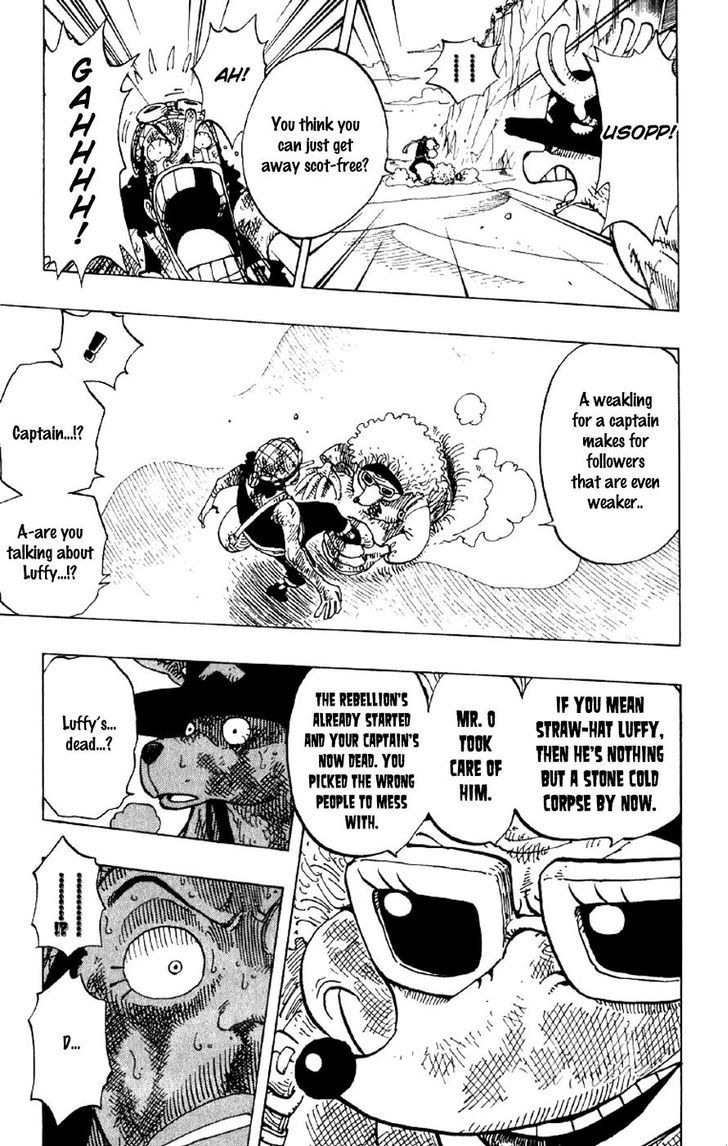 USOPP!
!!
You think you
can just get
away scot-free?
AH!
GAHHHH!
A weakling
for a captain
makes for
followers
that are even
weaker..
!
Captain...!?
A-are you
talking about
Luffy...!?
IF YOU MEAN
STRAW-HAT LUFFY,
THEN HE'S NOTHING
BUT A STONE COLD
CORPSE BY NOW.
MR. 0
TOOK
CARE OF
HIM.
THE REBELLION'S
ALREADY STARTED
AND YOUR CAPTAIN'S
NOW DEAD. YOU
PICKED THE WRONG
PEOPLE TO MESS
WITH.
Luffy's...
dead...?
..................!?
D...